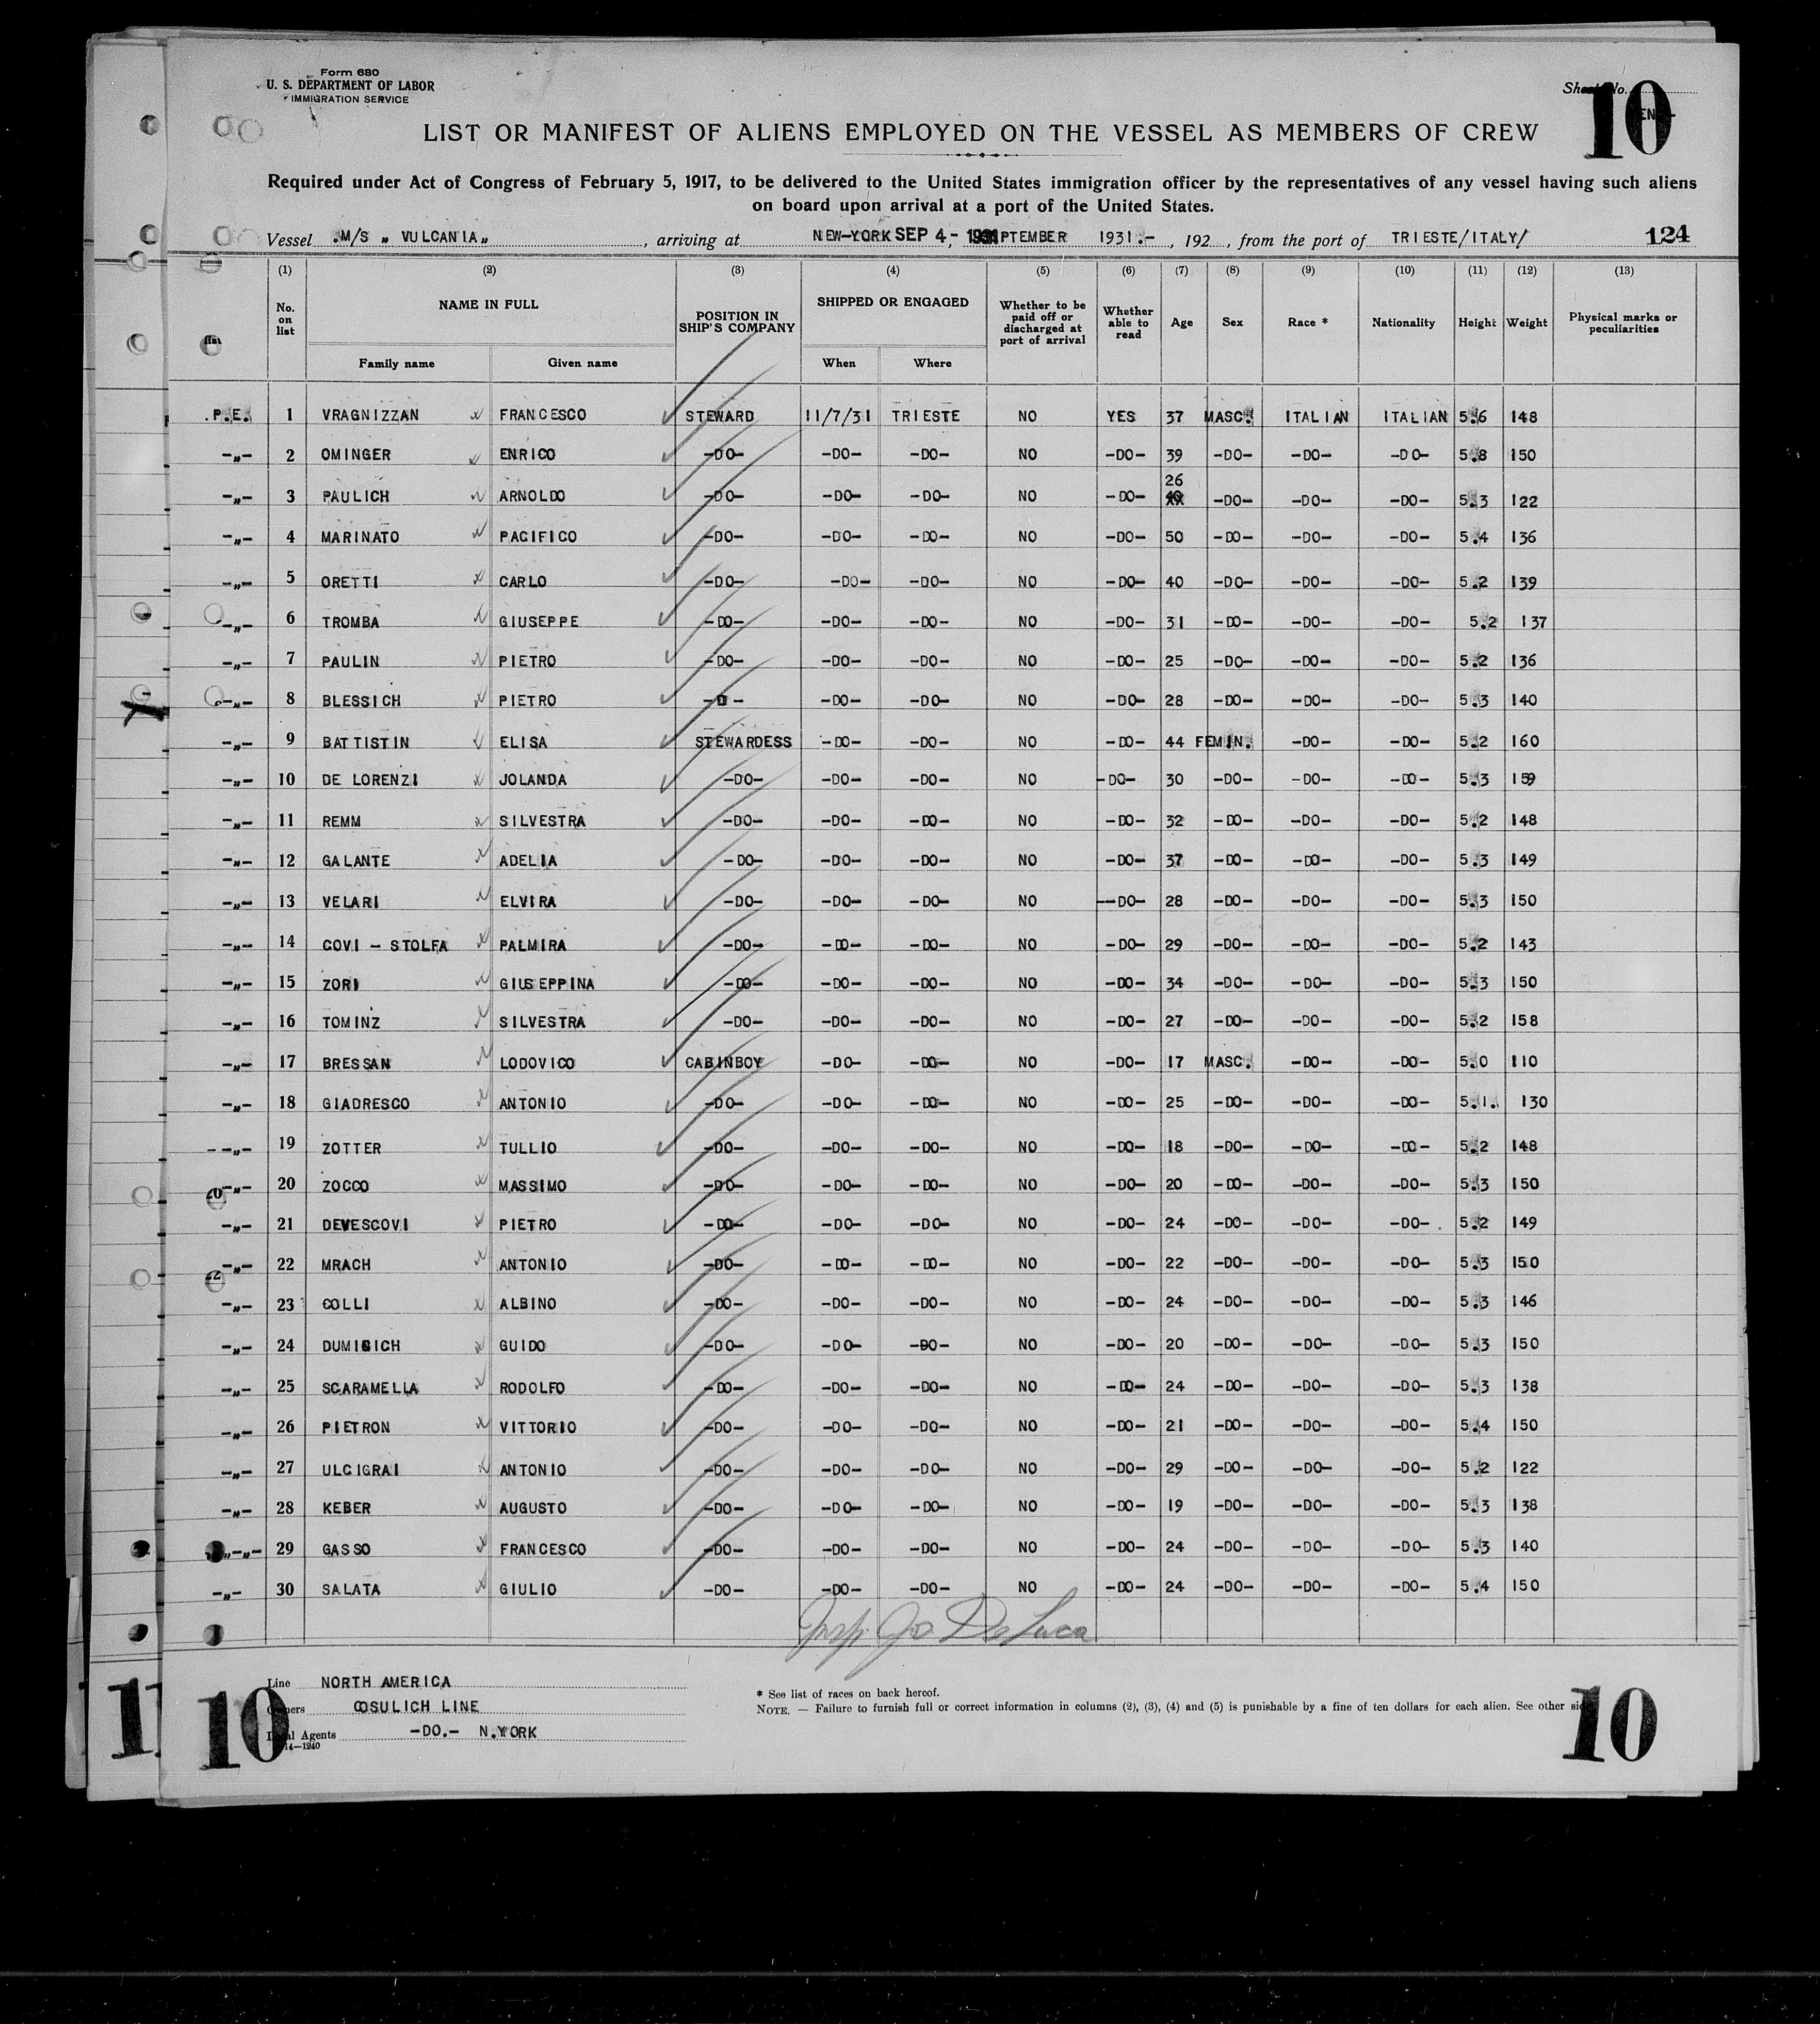 Form 680
U. S. DEPARTMENT OF LABOR
IMMIGRATION SERVICE
Sheet No.
10
LIST OR MANIFEST OF ALIENS EMPLOYED ON THE VESSEL AS MEMBERS OF CREW
Required under Act of Congress of February 5, 1917, to be delivered to the United States immigration officer by the representatives of any vessel having such aliens
on board upon arrival at a port of the United States.
Vessel .M/S „ VULCANIA„ , arriving at NEW-YORK SEP 4 - 1931 SEPTEMBER 1931.- , 192 , from the port of TRIESTE/ITALY/ 124
(1) (2) (3) (4) (5) (6) (7) (8) (9) (10) (11) (12) (13)
No. on list NAME IN FULL POSITION IN SHIP'S COMPANY SHIPPED OR ENGAGED Whether to be paid off or discharged at port of arrival Whether able to read Age Sex Race * Nationality Height Weight Physical marks or peculiarities
Family name Given name When Where
.P.E. 1 VRAGNIZZAN FRANCESCO STEWARD 11/7/31 TRIESTE NO YES 37 MASC. ITALIAN ITALIAN 5.6 148
-„- 2 OMINGER ENRICO -DO- -DO- -DO- NO -DO- 39 -DO- -DO- -DO- 5.8 150
-„- 3 PAULICH ARNOLDO -DO- -DO- -DO- NO -DO- 26 40 -DO- -DO- -DO- 5.3 122
-„- 4 MARINATO PACIFICO -DO- -DO- -DO- NO -DO- 50 -DO- -DO- -DO- 5.4 136
-„- 5 ORETTI CARLO -DO- -DO- -DO- NO -DO- 40 -DO- -DO- -DO- 5.2 139
-„- 6 TROMBA GIUSEPPE -DO- -DO- -DO- NO -DO- 31 -DO- -DO- -DO- 5.2 137
-„- 7 PAULIN PIETRO -DO- -DO- -DO- NO -DO- 25 -DO- -DO- -DO- 5.2 136
-„- 8 BLESSICH PIETRO -D- -DO- -DO- NO -DO- 28 -DO- -DO- -DO- 5.3 140
-„- 9 BATTISTIN ELISA STEWARDESS -DO- -DO- NO -DO- 44 FEMIN. -DO- -DO- 5.2 160
-„- 10 DE LORENZI JOLANDA -DO- -DO- -DO- NO -DO- 30 -DO- -DO- -DO- 5.3 159
-„- 11 REMM SILVESTRA -DO- -DO- -DO- NO -DO- 32 -DO- -DO- -DO- 5.2 148
-„- 12 GALANTE ADELIA -DO- -DO- -DO- NO -DO- 37 -DO- -DO- -DO- 5.3 149
-„- 13 VELARI ELVIRA -DO- -DO- -DO- NO -DO- 28 -DO- -DO- -DO- 5.3 150
-„- 14 COVI - STOLFA PALMIRA -DO- -DO- -DO- NO -DO- 29 -DO- -DO- -DO- 5.2 143
-„- 15 ZORI GIUSEPPINA -DO- -DO- -DO- NO -DO- 34 -DO- -DO- -DO- 5.3 150
-„- 16 TOMINZ SILVESTRA -DO- -DO- -DO- NO -DO- 27 -DO- -DO- -DO- 5.2 158
-„- 17 BRESSAN LODOVICO CABINBOY -DO- -DO- NO -DO- 17 MASC. -DO- -DO- 5.0 110
-„- 18 GIADRESCO ANTONIO -DO- -DO- -DO- NO -DO- 25 -DO- -DO- -DO- 5.1. 130
-„- 19 ZOTTER TULLIO -DO- -DO- -DO- NO -DO- 18 -DO- -DO- -DO- 5.2 148
-„- 20 ZOCCO MASSIMO -DO- -DO- -DO- NO -DO- 20 -DO- -DO- -DO- 5.3 150
-„- 21 DEVESCOVI PIETRO -DO- -DO- -DO- NO -DO- 24 -DO- -DO- -DO- 5.2 149
-„- 22 MRACH ANTONIO -DO- -DO- -DO- NO -DO- 22 -DO- -DO- -DO- 5.3 150
-„- 23 COLLI ALBINO -DO- -DO- -DO- NO -DO- 24 -DO- -DO- -DO- 5.3 146
-„- 24 DUMICICH GUIDO -DO- -DO- -DO- NO -DO- 20 -DO- -DO- -DO- 5.3 150
-„- 25 SCARAMELLA RODOLFO -DO- -DO- -DO- NO -DO- 24 -DO- -DO- -DO- 5.3 138
-„- 26 PIETRON VITTORIO -DO- -DO- -DO- NO -DO- 21 -DO- -DO- -DO- 5.4 150
-„- 27 ULCIGRAI ANTONIO -DO- -DO- -DO- NO -DO- 29 -DO- -DO- -DO- 5.2 122
-„- 28 KEBER AUGUSTO -DO- -DO- -DO- NO -DO- 19 -DO- -DO- -DO- 5.3 138
-„- 29 GASSO FRANCESCO -DO- -DO- -DO- NO -DO- 24 -DO- -DO- -DO- 5.3 140
-„- 30 SALATA GIULIO -DO- -DO- -DO- NO -DO- 24 -DO- -DO- -DO- 5.4 150
Insp. Jo DeLuca
Line NORTH AMERICA
Owners COSULICH LINE
Local Agents -DO.- N.YORK
14—1240
* See list of races on back hereof.
NOTE. — Failure to furnish full or correct information in columns (2), (3), (4) and (5) is punishable by a fine of ten dollars for each alien. See other side
11
10
10